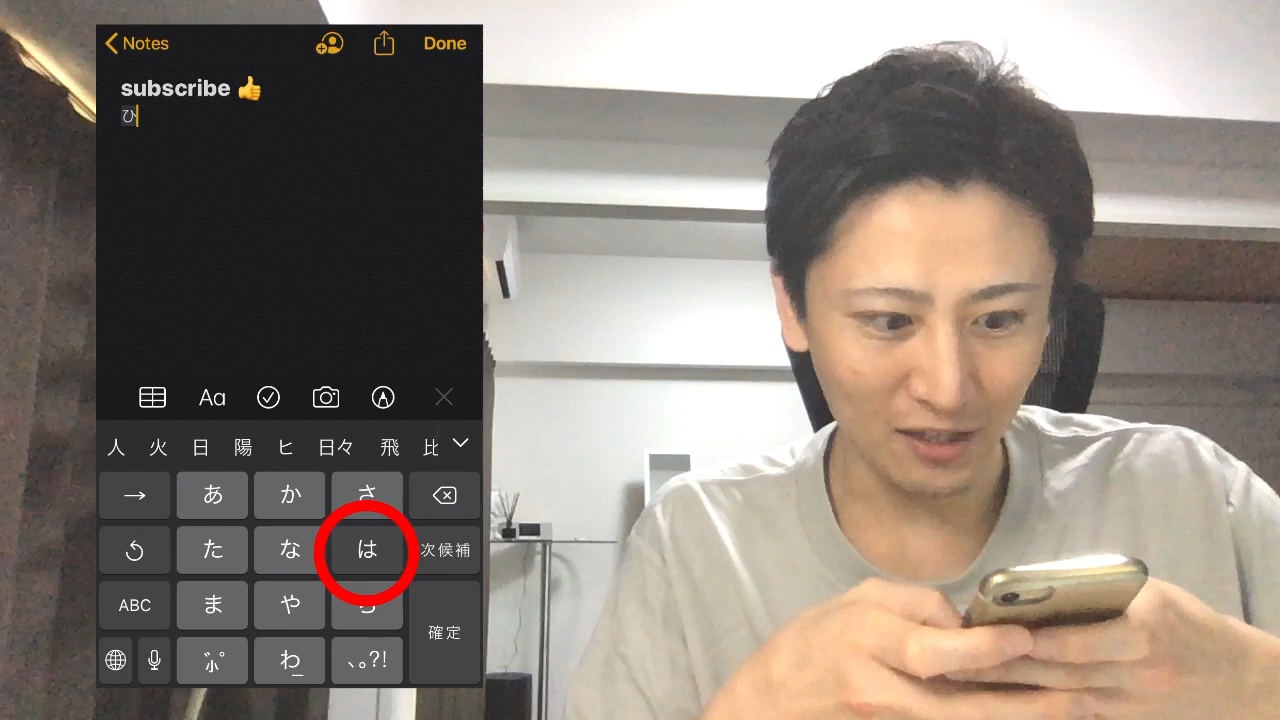 Notes
Done
subscribe 👍
ひ
Aa
人 火 日 陽 ヒ 日々 飛 比
→ あ か さ
た な は 次候補
ABC ま や ら
確定
わ_ 、。?!